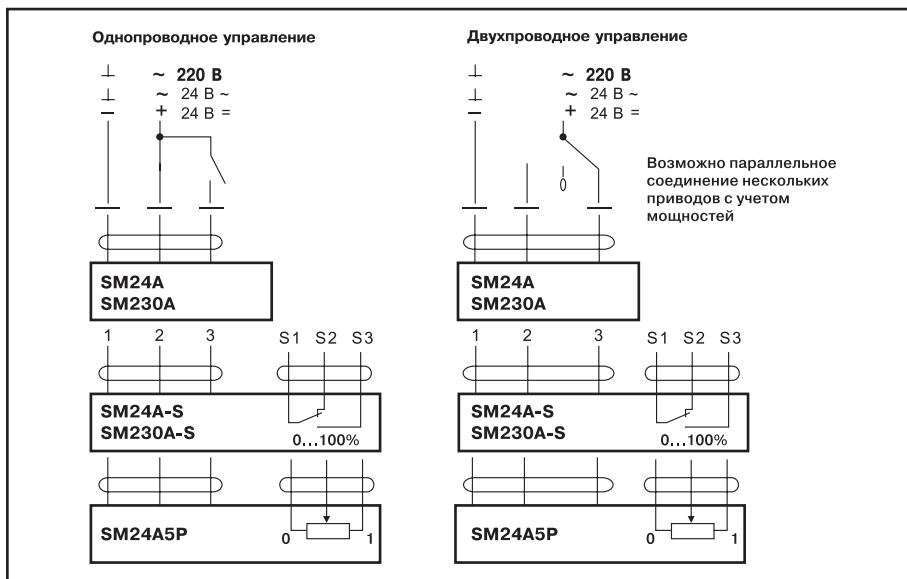 Однопроводное управление
~ 220 В
~ 24 В ~
+ 24 В =
SM24A
SM230A
1 2 3 S1 S2 S3
SM24A-S
SM230A-S
0...100%
SM24A5P
0 1
Двухпроводное управление
~ 220 В
~ 24 В ~
+ 24 В =
Возможно параллельное
соединение нескольких
приводов с учетом
мощностей
SM24A
SM230A
1 2 3 S1 S2 S3
SM24A-S
SM230A-S
0...100%
SM24A5P
0 1